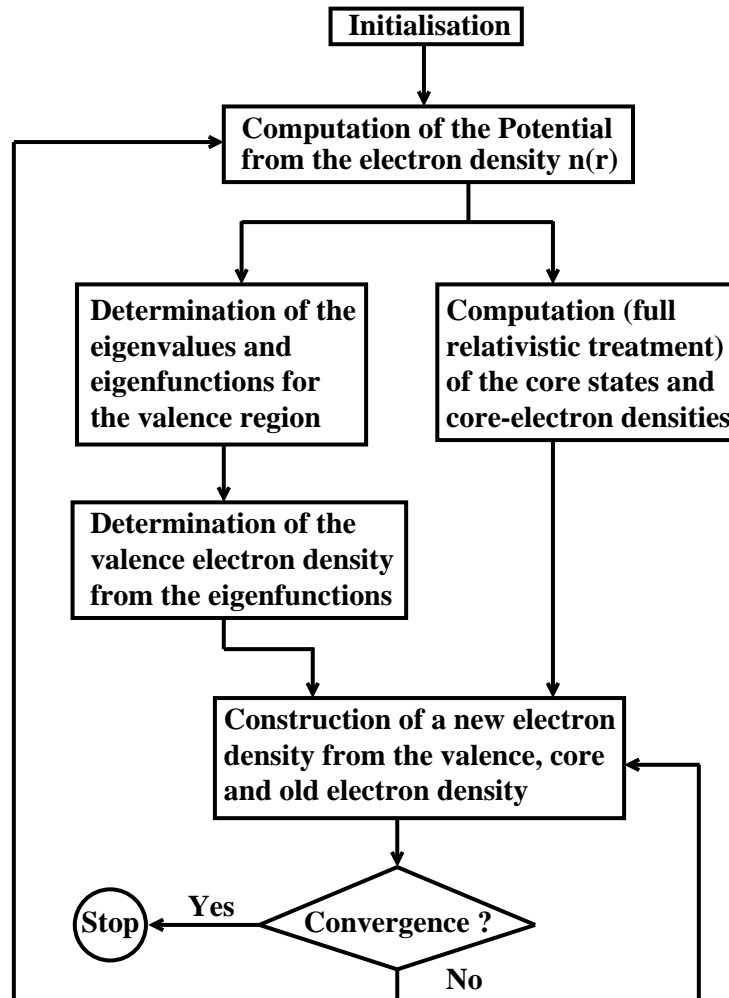 Initialisation
Computation of the Potential
from the electron density n(r)
Determination of the
eigenvalues and
eigenfunctions for
the valence region
Computation (full
relativistic treatment)
of the core states and
core-electron densities
Determination of the
valence electron density
from the eigenfunctions
Construction of a new electron
density from the valence, core
and old electron density
Stop
Yes
Convergence ?
No